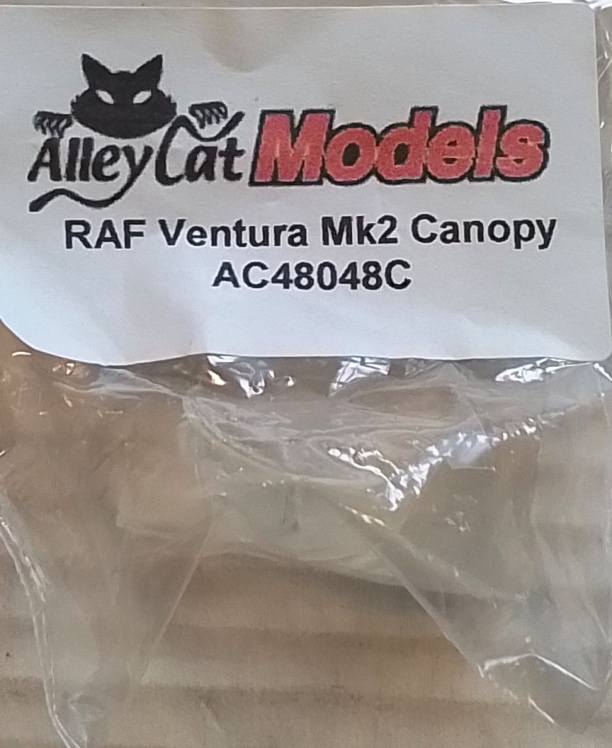 AlleyCat Models
RAF Ventura Mk2 Canopy
AC48048C